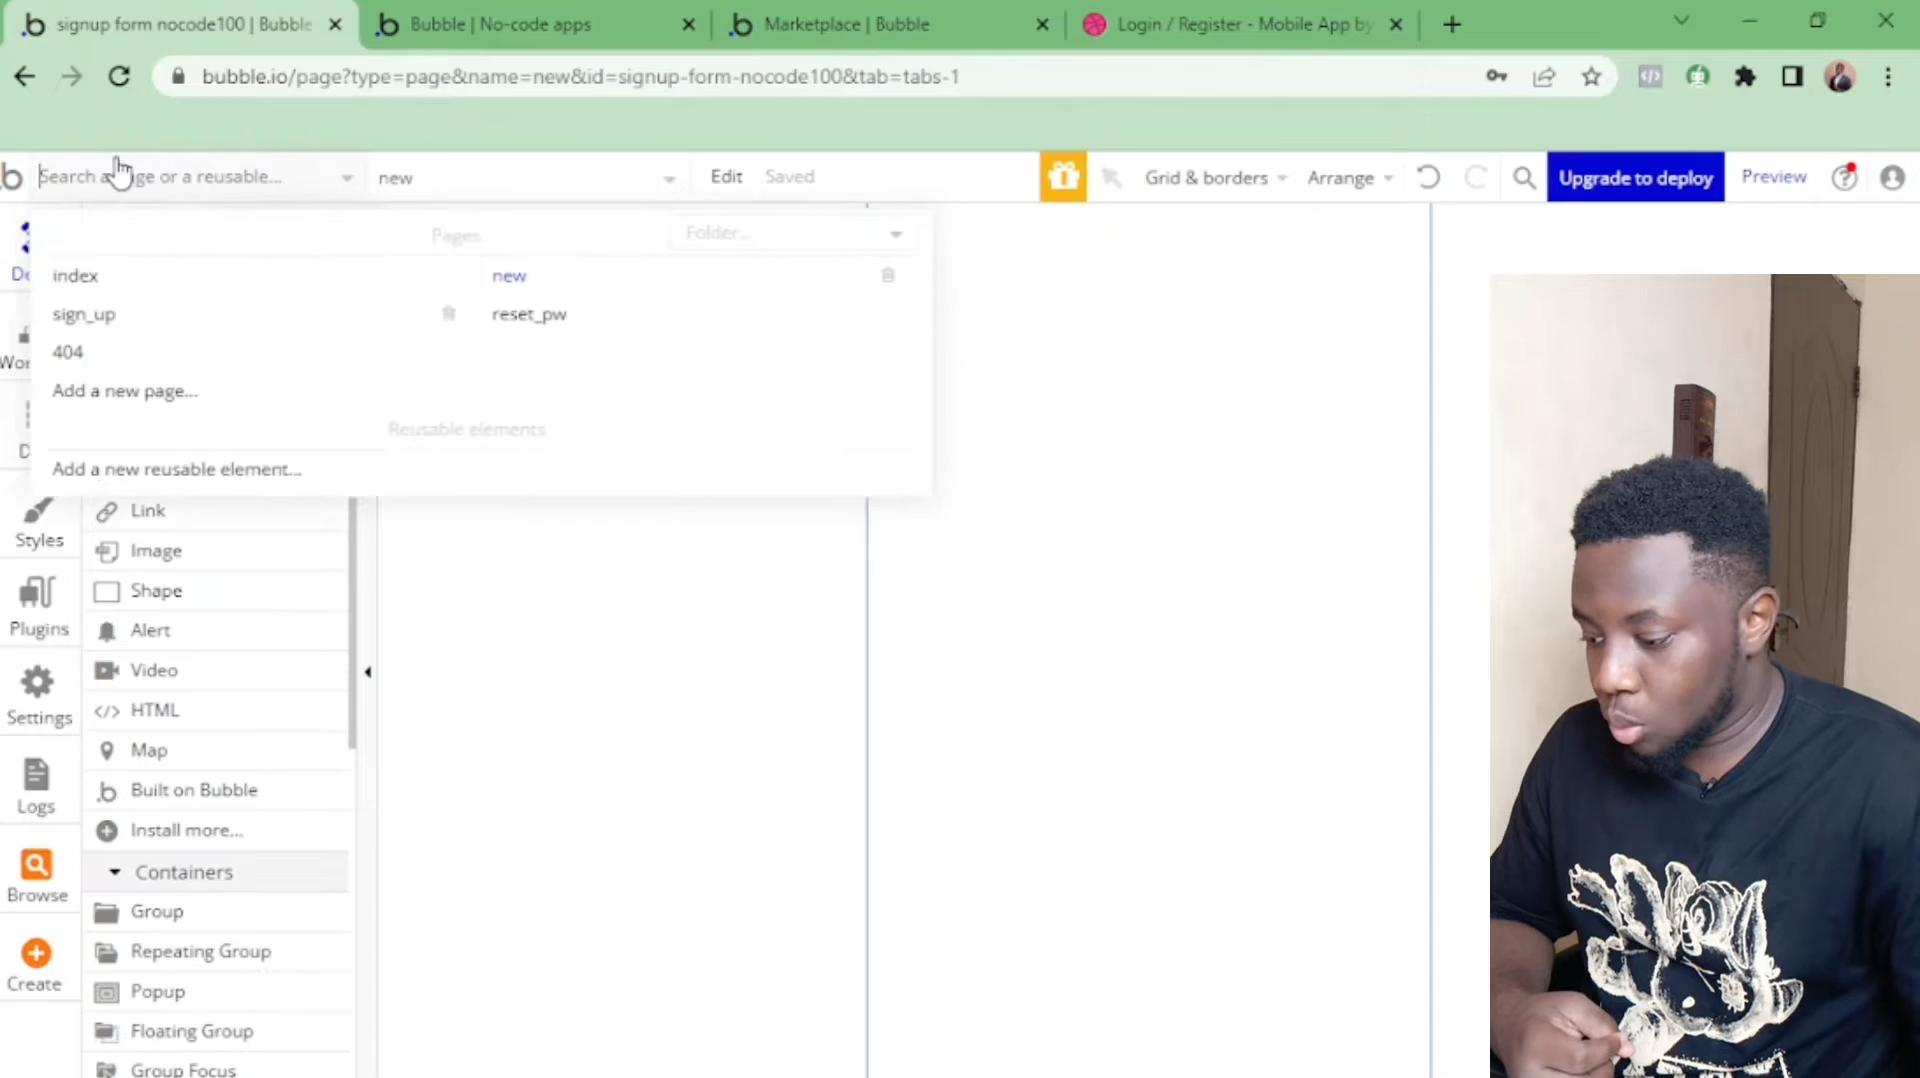 signup form nocode100 | Bubble
Bubble | No-code apps
Marketplace | Bubble
Login / Register - Mobile App by
bubble.io/page?type=page&name=new&id=signup-form-nocode100&tab=tabs-1
Search a page or a reusable...
new
Edit
Saved
Grid & borders
Arrange
Upgrade to deploy
Preview
Pages
Folder...
index
new
sign_up
reset_pw
404
Add a new page...
Reusable elements
Add a new reusable element...
Link
Styles
Image
Shape
Plugins
Alert
Video
Settings
HTML
Map
Logs
Built on Bubble
Install more...
Browse
Containers
Group
Repeating Group
Create
Popup
Floating Group
Group Focus